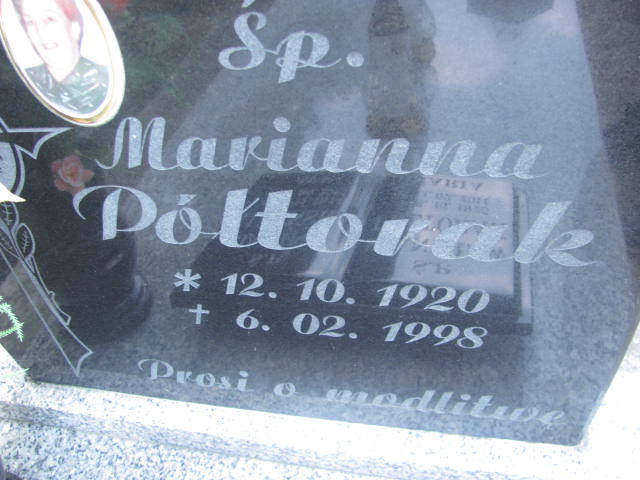 Śp.
Marianna
Półtorak
* 12. 10. 1920
+ 6. 02. 1998
Prosi o modlitwę